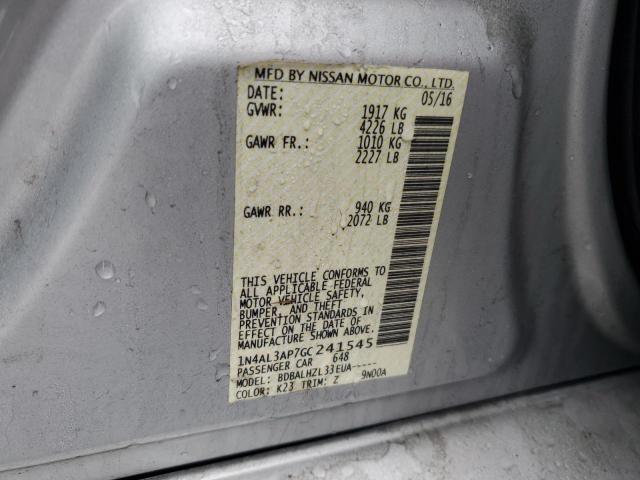 MFD BY NISSAN MOTOR CO., LTD.
DATE: 05/16
GVWR: 1917 KG
4226 LB
GAWR FR.: 1010 KG
2227 LB
GAWR RR.: 940 KG
2072 LB
THIS VEHICLE CONFORMS TO
ALL APPLICABLE FEDERAL
MOTOR VEHICLE SAFETY,
BUMPER, AND THEFT
PREVENTION STANDARDS IN
EFFECT ON THE DATE OF
MANUFACTURE SHOWN ABOVE.
1N4AL3AP7GC241545
PASSENGER CAR 648
MODEL: BDBALHZL33EUA-----
COLOR: K23 TRIM: Z 9N00A